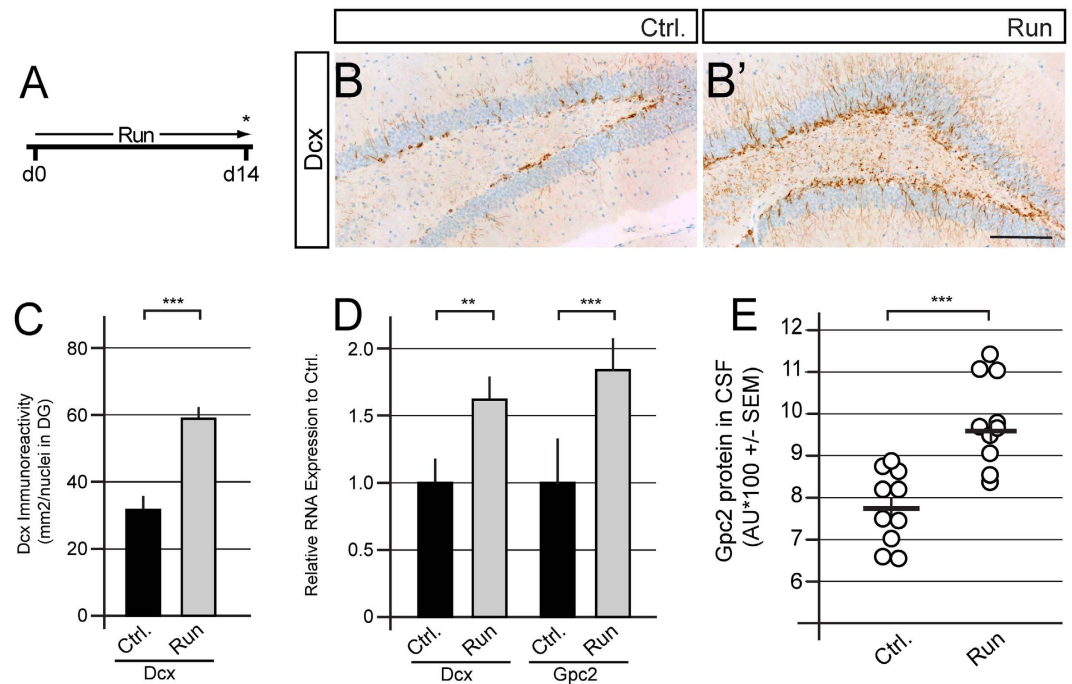 Ctrl.
Run
A
B
B’
Dcx
*
Run
d0
d14
C
***
Dcx Immunoreactivity
(mm2/nuclei in DG)
80
60
40
20
0
Ctrl.
Run
Dcx
D
**
***
Relative RNA Expression to Ctrl.
2.0
1.5
1.0
0.5
0
Ctrl.
Run
Ctrl.
Run
Dcx
Gpc2
E
***
Gpc2 protein in CSF
(AU*100 +/- SEM)
12
11
10
9
8
7
6
Ctrl.
Run